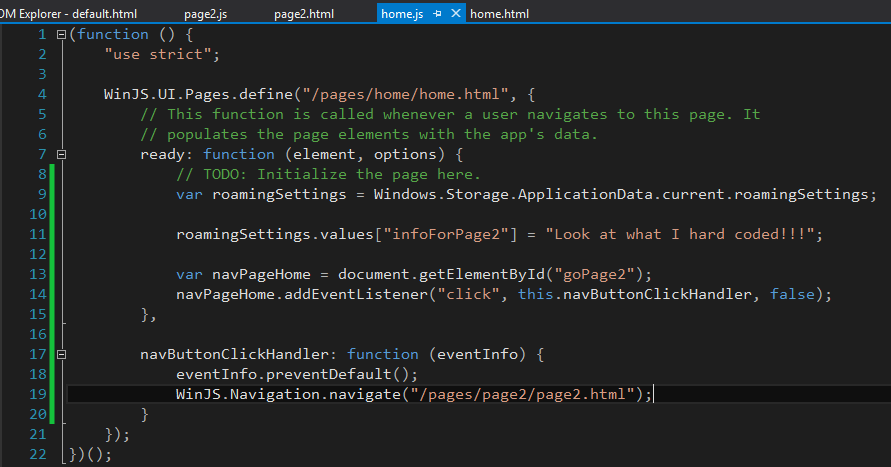 OM Explorer - default.html page2.js page2.html home.js home.html
1 (function () {
2 "use strict";
3
4 WinJS.UI.Pages.define("/pages/home/home.html", {
5 // This function is called whenever a user navigates to this page. It
6 // populates the page elements with the app's data.
7 ready: function (element, options) {
8 // TODO: Initialize the page here.
9 var roamingSettings = Windows.Storage.ApplicationData.current.roamingSettings;
10
11 roamingSettings.values["infoForPage2"] = "Look at what I hard coded!!!";
12
13 var navPageHome = document.getElementById("goPage2");
14 navPageHome.addEventListener("click", this.navButtonClickHandler, false);
15 },
16
17 navButtonClickHandler: function (eventInfo) {
18 eventInfo.preventDefault();
19 WinJS.Navigation.navigate("/pages/page2/page2.html");
20 }
21 });
22 })();